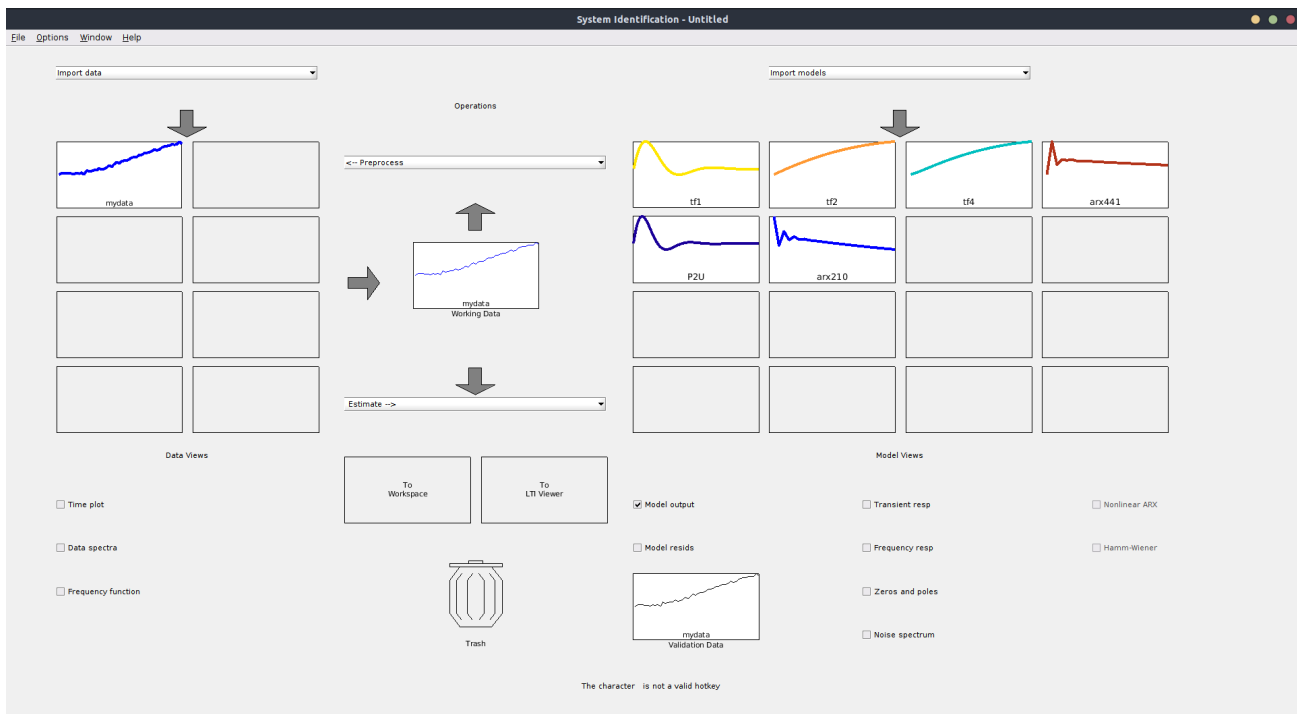 System Identification - Untitled
File Options Window Help
Import data
Import models
Operations
mydata
<-- Preprocess
tf1
tf2
tf4
arx441
mydata
Working Data
P2U
arx210
Estimate -->
Data Views
Model Views
To
Workspace
To
LTI Viewer
Time plot
Model output
Transient resp
Nonlinear ARX
Data spectra
Model resids
Frequency resp
Hamm-Wiener
Frequency function
Zeros and poles
mydata
Validation Data
Noise spectrum
Trash
The character is not a valid hotkey